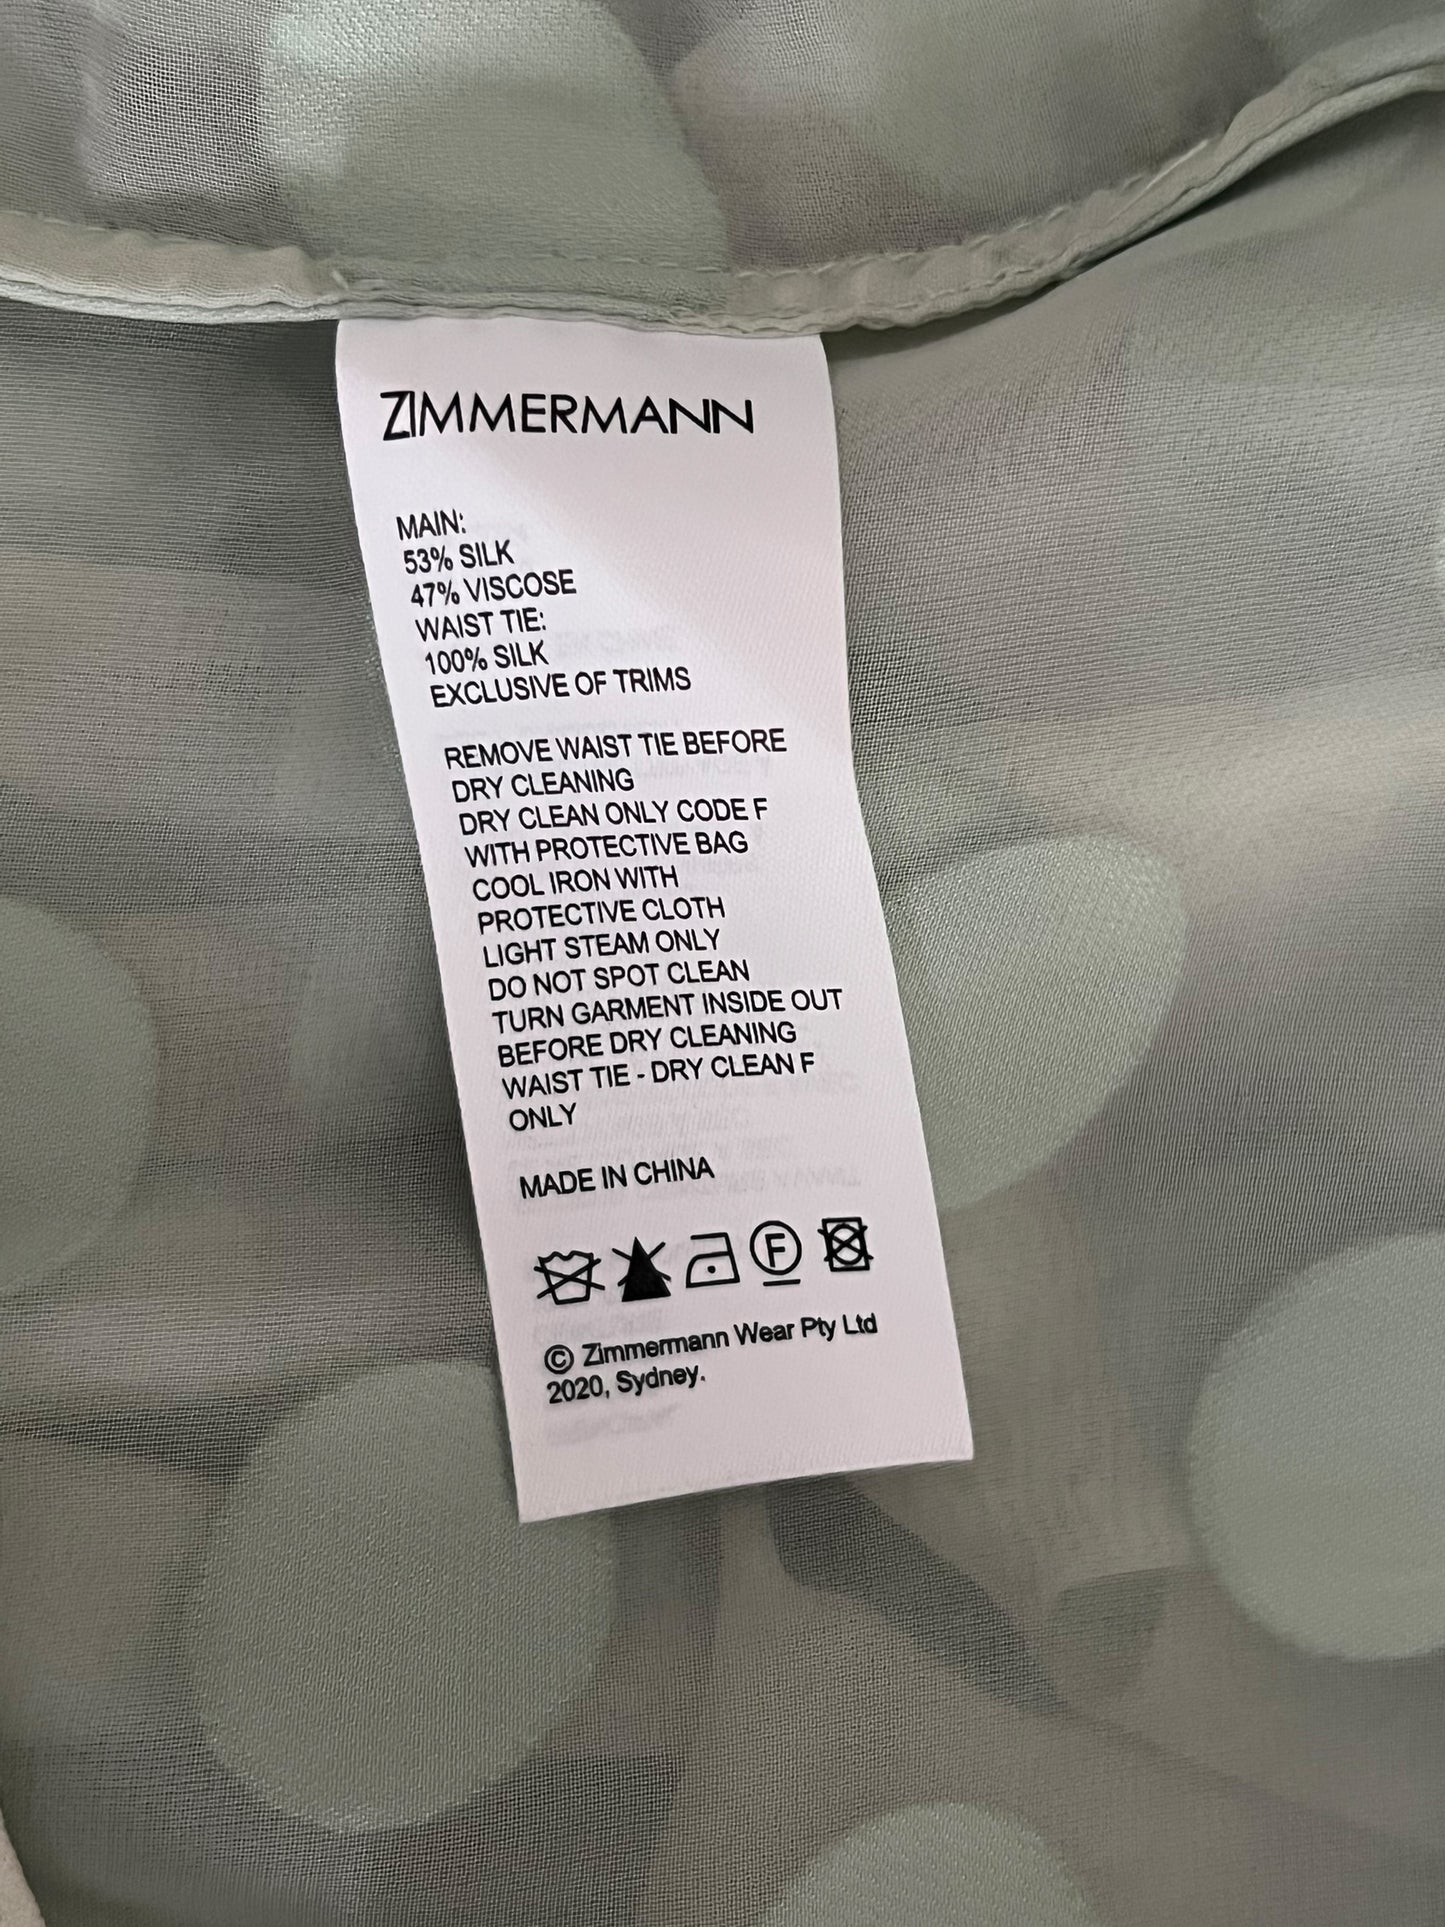 ZIMMERMANN
MAIN:
53% SILK
47% VISCOSE
WAIST TIE:
100% SILK
EXCLUSIVE OF TRIMS
REMOVE WAIST TIE BEFORE
DRY CLEANING
DRY CLEAN ONLY CODE F
WITH PROTECTIVE BAG
COOL IRON WITH
PROTECTIVE CLOTH
LIGHT STEAM ONLY
DO NOT SPOT CLEAN
TURN GARMENT INSIDE OUT
BEFORE DRY CLEANING
WAIST TIE - DRY CLEAN F
ONLY
MADE IN CHINA
F
© Zimmermann Wear Pty Ltd
2020, Sydney.